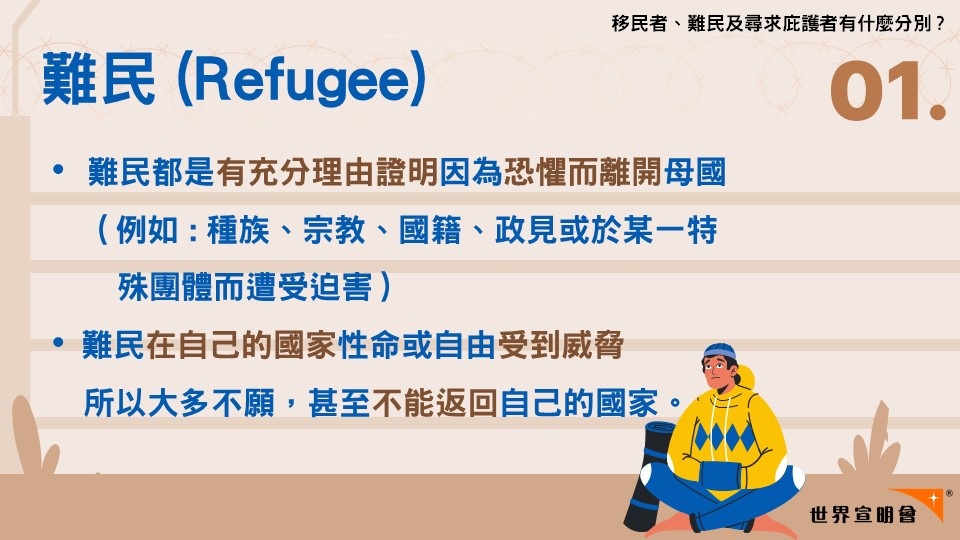 移民者、難民及尋求庇護者有什麼分別？
難民 (Refugee)
01.
• 難民都是有充分理由證明因為恐懼而離開母國
（例如：種族、宗教、國籍、政見或於某一特
殊團體而遭受迫害）
• 難民在自己的國家性命或自由受到威脅
所以大多不願，甚至不能返回自己的國家。
世界宣明會®